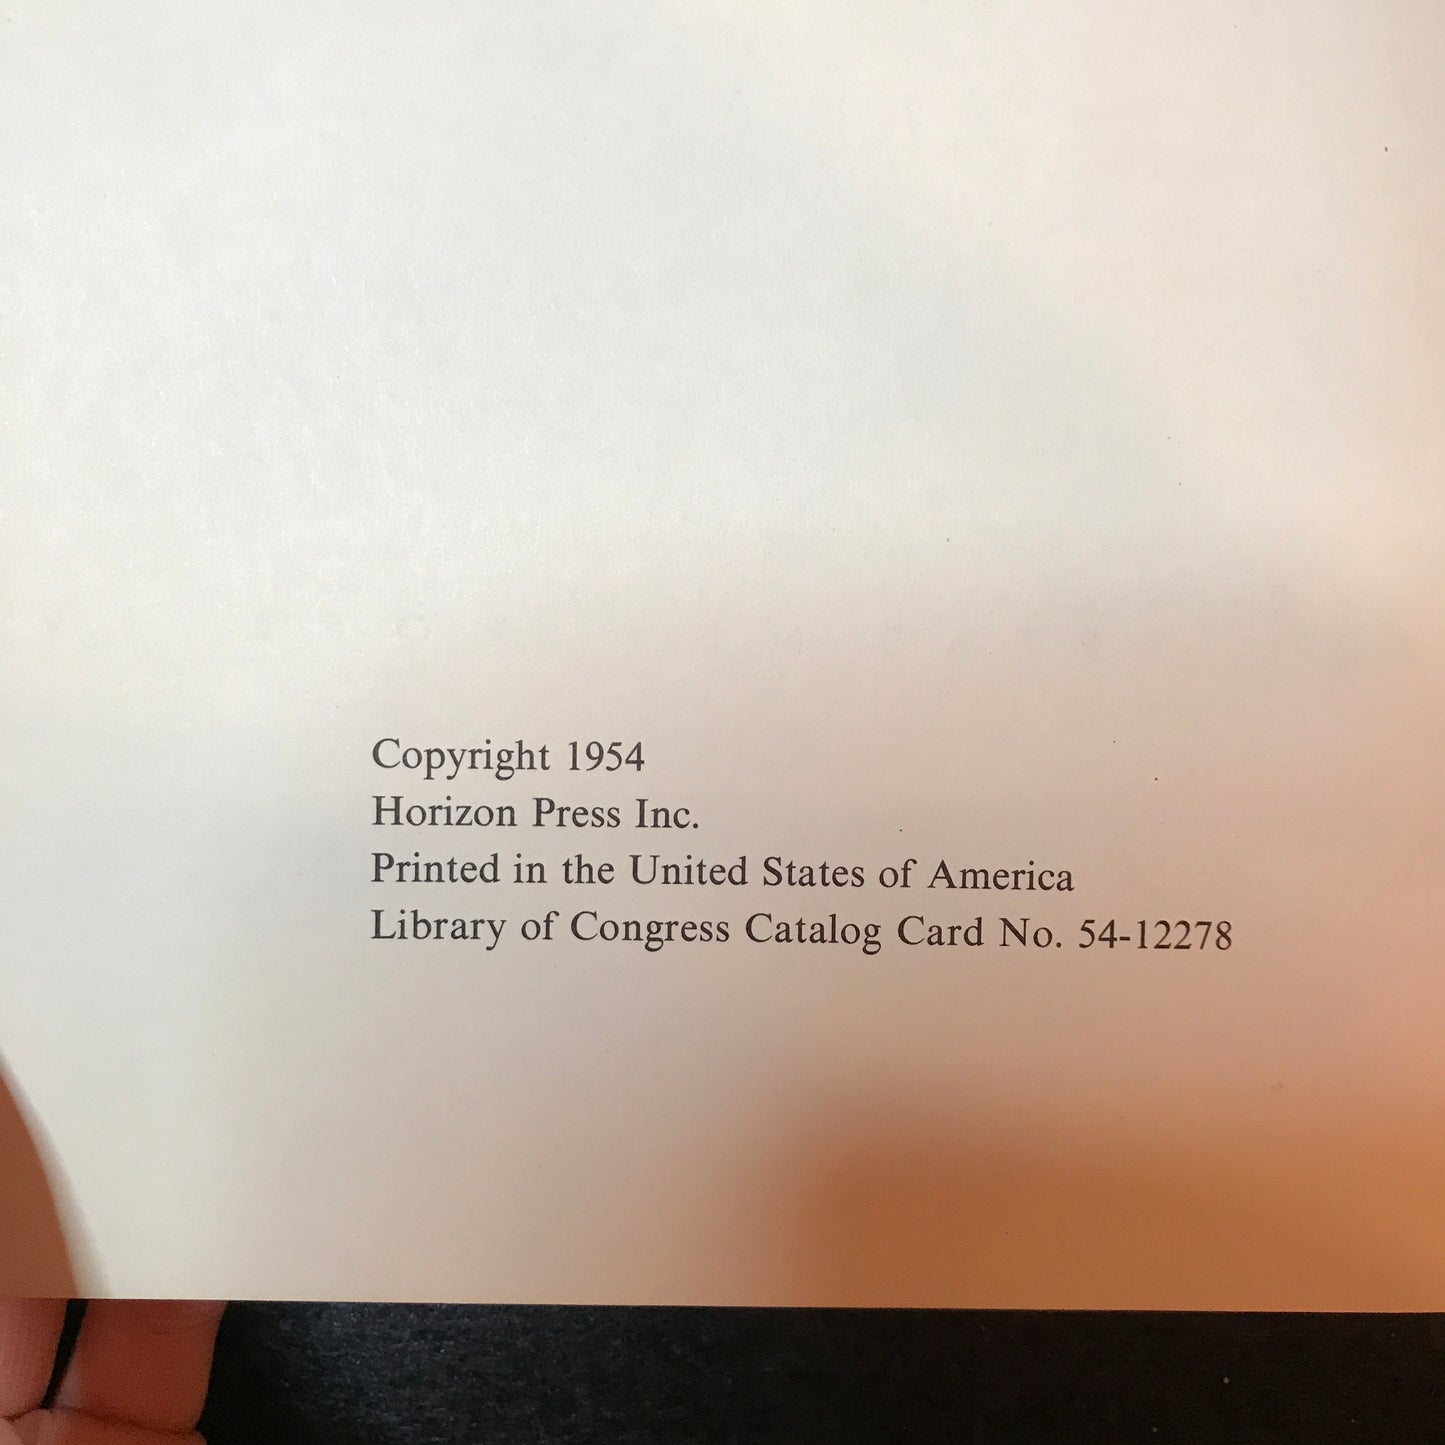 Copyright 1954
Horizon Press Inc.
Printed in the United States of America
Library of Congress Catalog Card No. 54-12278